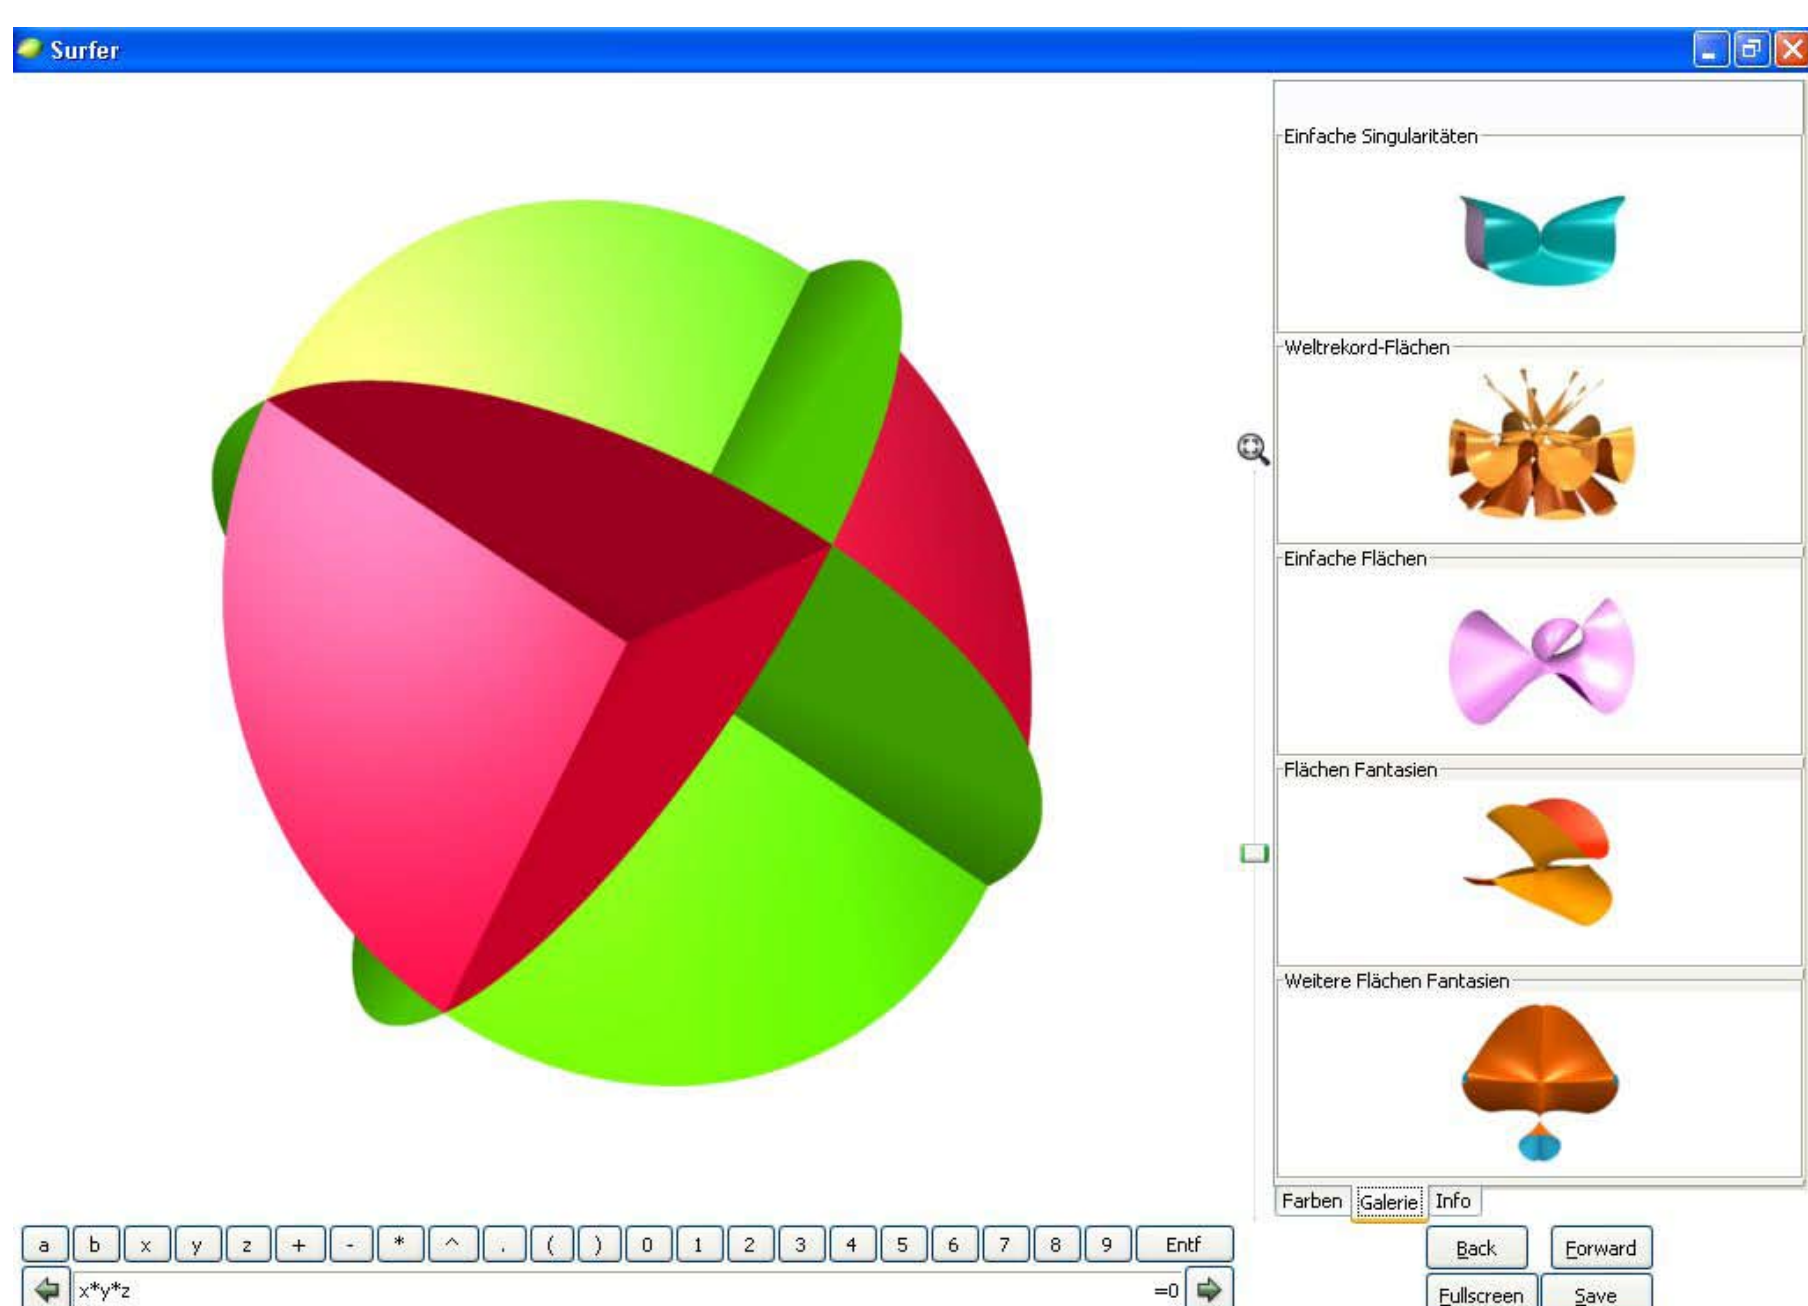 Surfer
Einfache Singularitäten
Weltrekord-Flächen
Einfache Flächen
Flächen Fantasien
Weitere Flächen Fantasien
Farben Galerie Info
a b x y z + - * ^ . ( ) 0 1 2 3 4 5 6 7 8 9 Entf
Back Forward
x*y*z =0
Fullscreen Save